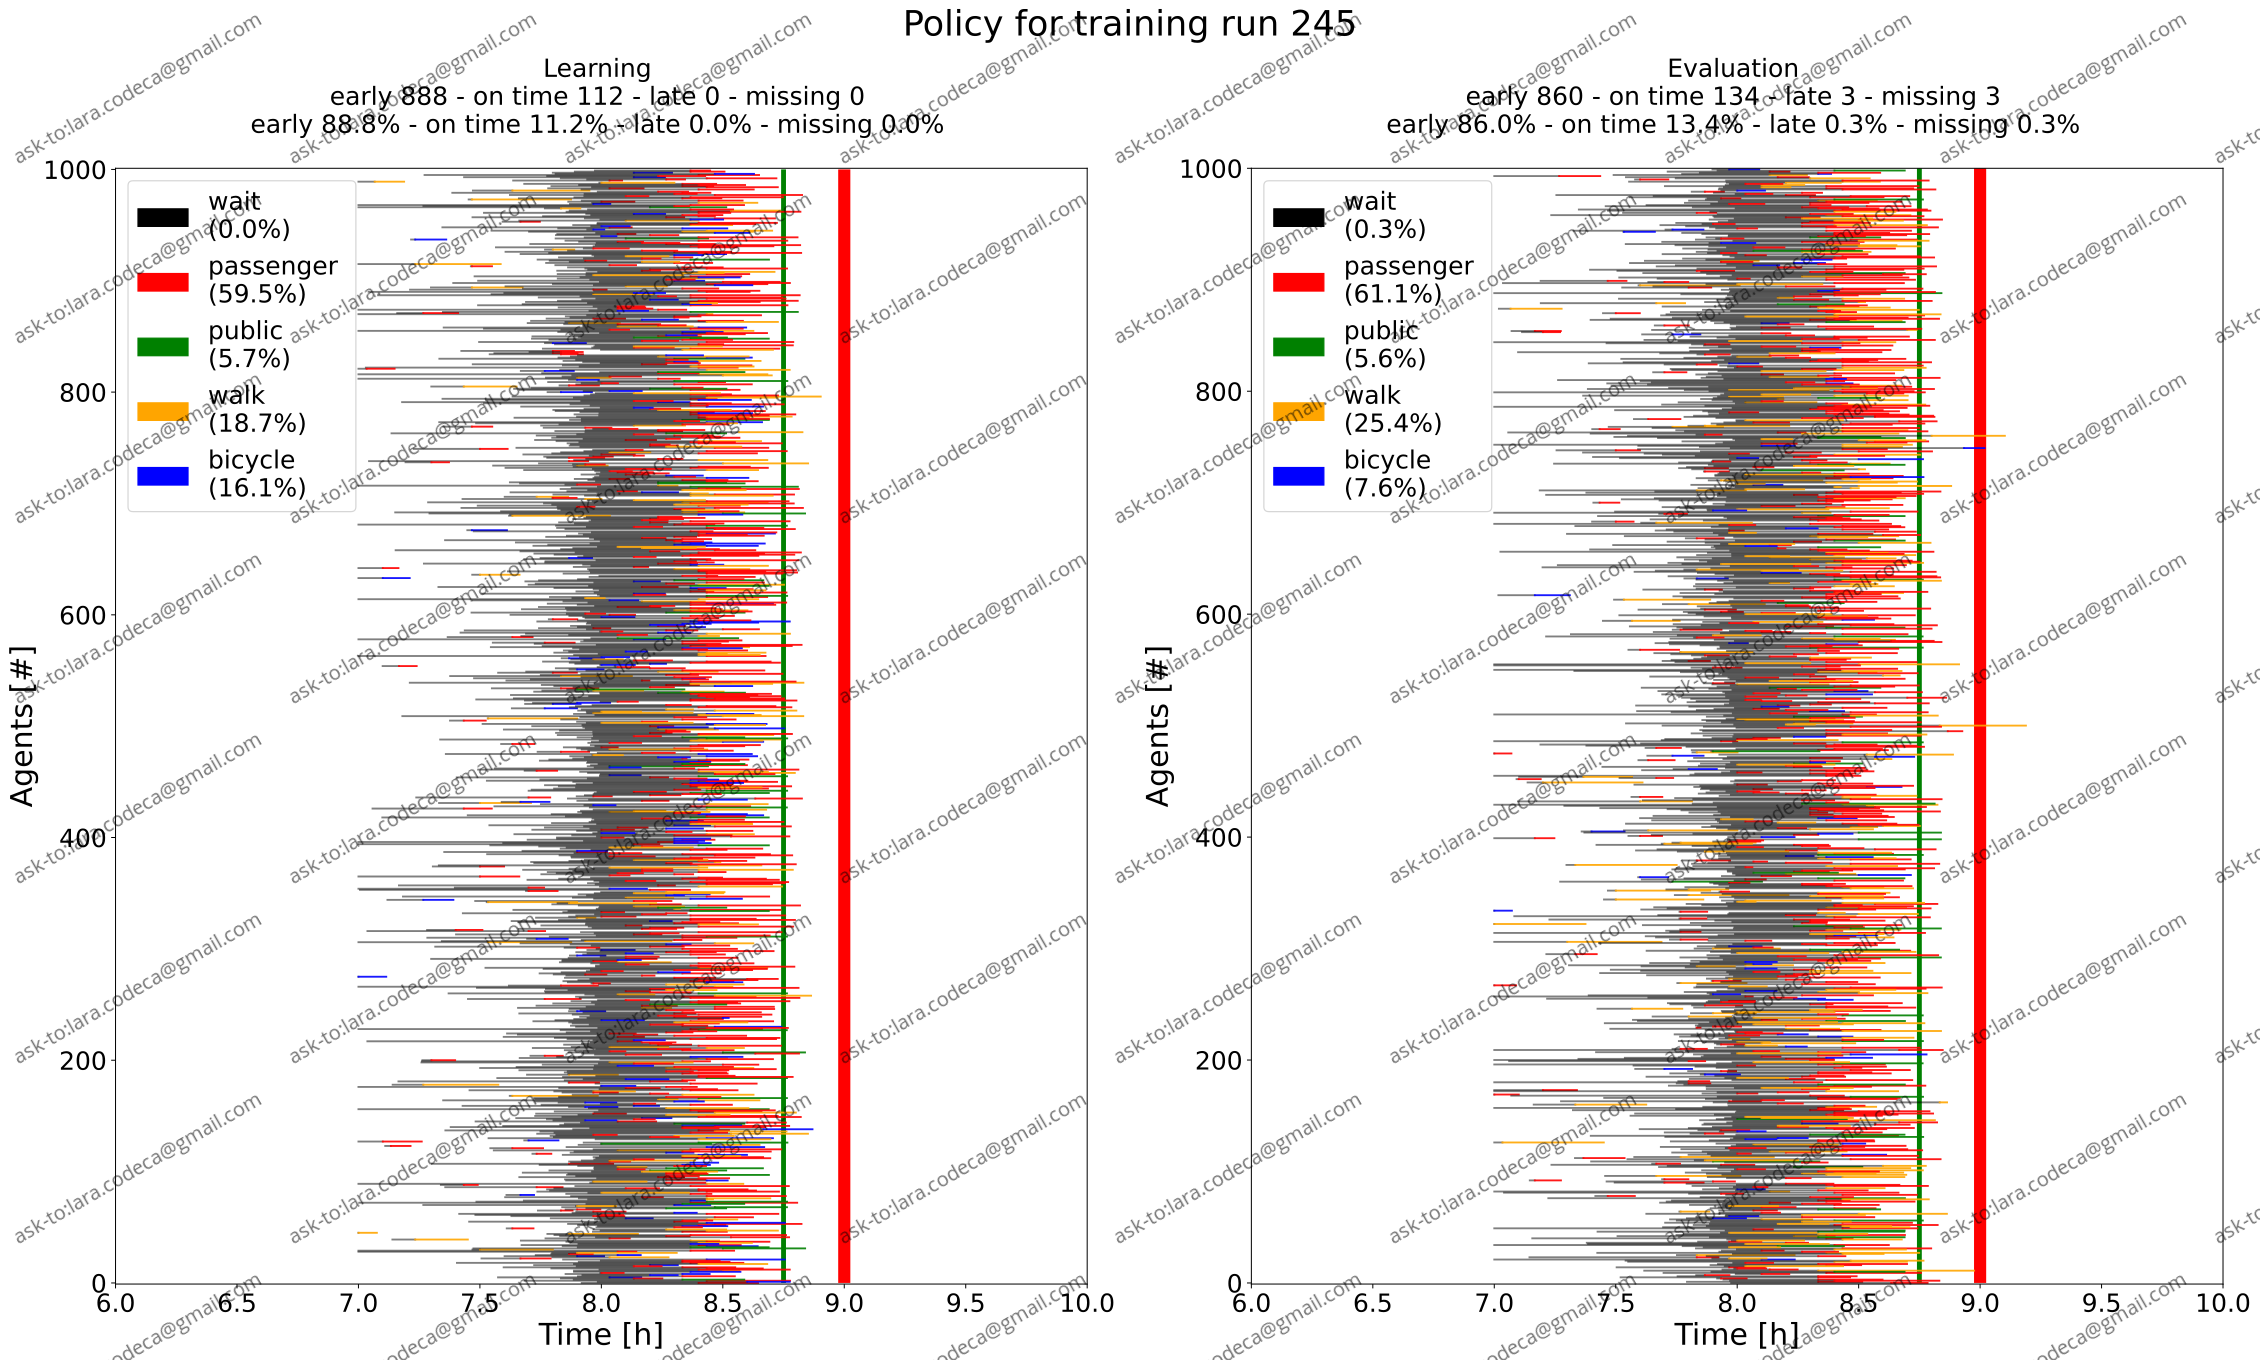 Policy for training run 245
Learning
early 888 - on time 112 - late 0 - missing 0
early 88.8% - on time 11.2% - late 0.0% - missing 0.0%
1000
800
600
400
200
0
Agents [#]
wait
(0.0%)
passenger
(59.5%)
public
(5.7%)
walk
(18.7%)
bicycle
(16.1%)
6.0 6.5 7.0 7.5 8.0 8.5 9.0 9.5 10.0
Time [h]
Evaluation
early 860 - on time 134 - late 3 - missing 3
early 86.0% - on time 13.4% - late 0.3% - missing 0.3%
1000
800
600
400
200
0
Agents [#]
wait
(0.3%)
passenger
(61.1%)
public
(5.6%)
walk
(25.4%)
bicycle
(7.6%)
6.0 6.5 7.0 7.5 8.0 8.5 9.0 9.5 10.0
Time [h]
ask-to:lara.codeca@gmail.com